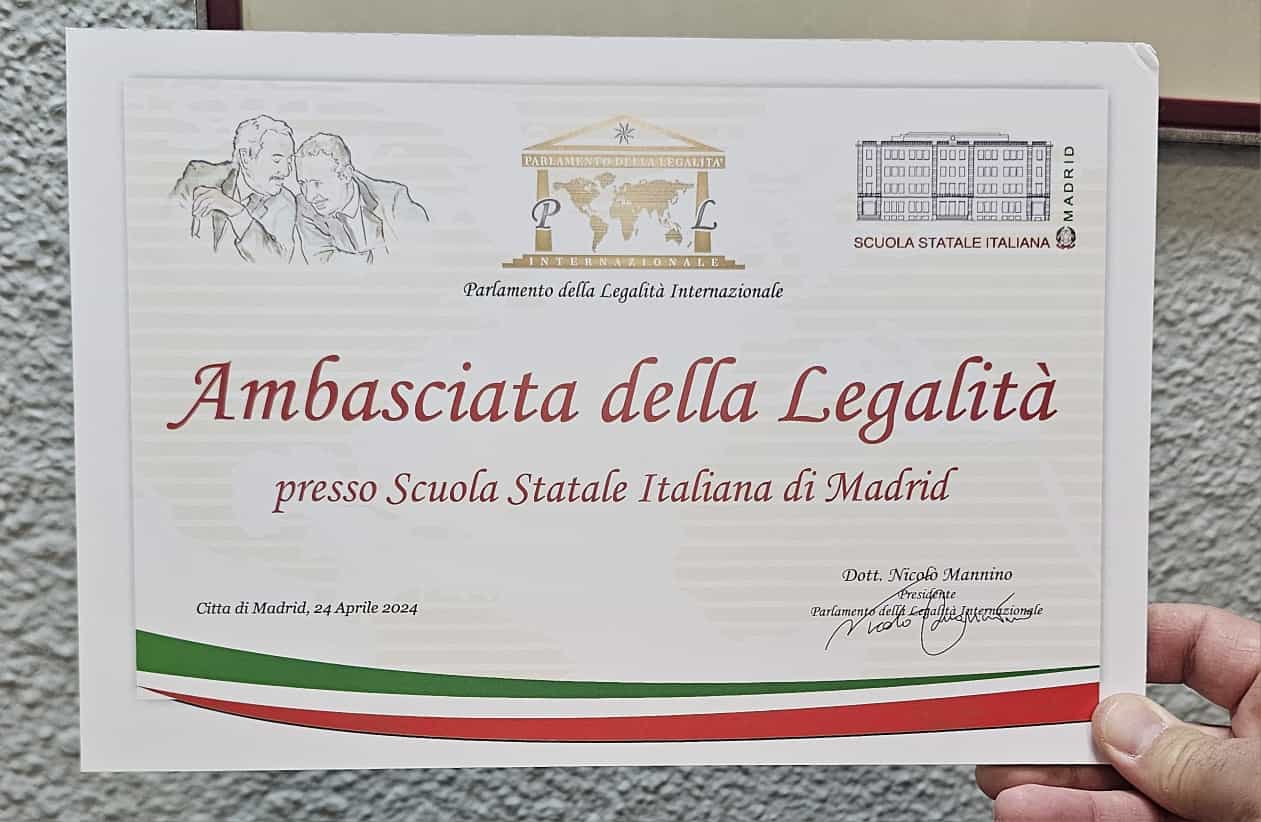 PARLAMENTO DELLA LEGALITA'
P L
INTERNAZIONALE
Parlamento della Legalità Internazionale
MADRID
SCUOLA STATALE ITALIANA
Ambasciata della Legalità
presso Scuola Statale Italiana di Madrid
Citta di Madrid, 24 Aprile 2024
Dott. Nicolò Mannino
Presidente
Parlamento della Legalità Internazionale